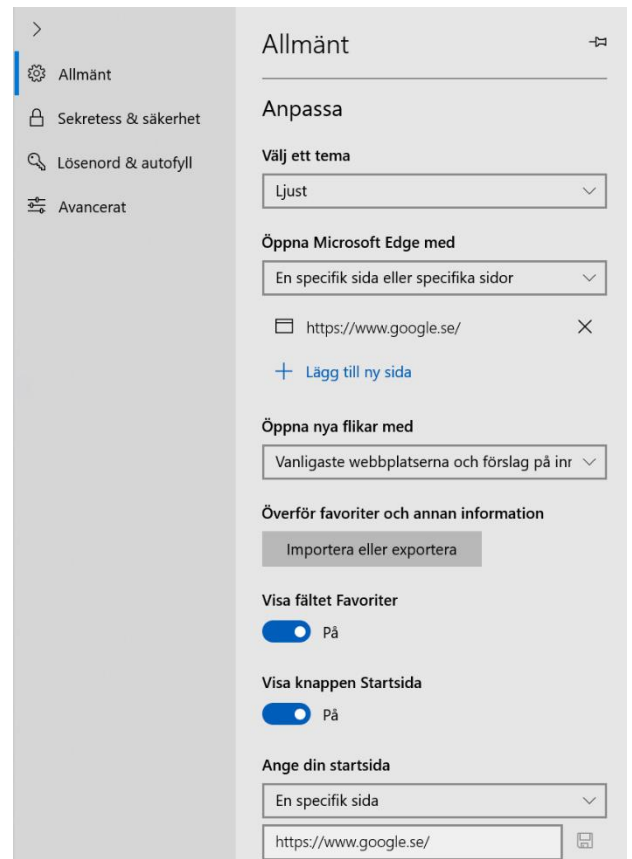 Allmänt
Sekretess & säkerhet
Lösenord & autofyll
Avancerat
Allmänt
Anpassa
Välj ett tema
Ljust
Öppna Microsoft Edge med
En specifik sida eller specifika sidor
https://www.google.se/
Lägg till ny sida
Öppna nya flikar med
Vanligaste webbplatserna och förslag på inr
Överför favoriter och annan information
Importera eller exportera
Visa fältet Favoriter
På
Visa knappen Startsida
På
Ange din startsida
En specifik sida
https://www.google.se/